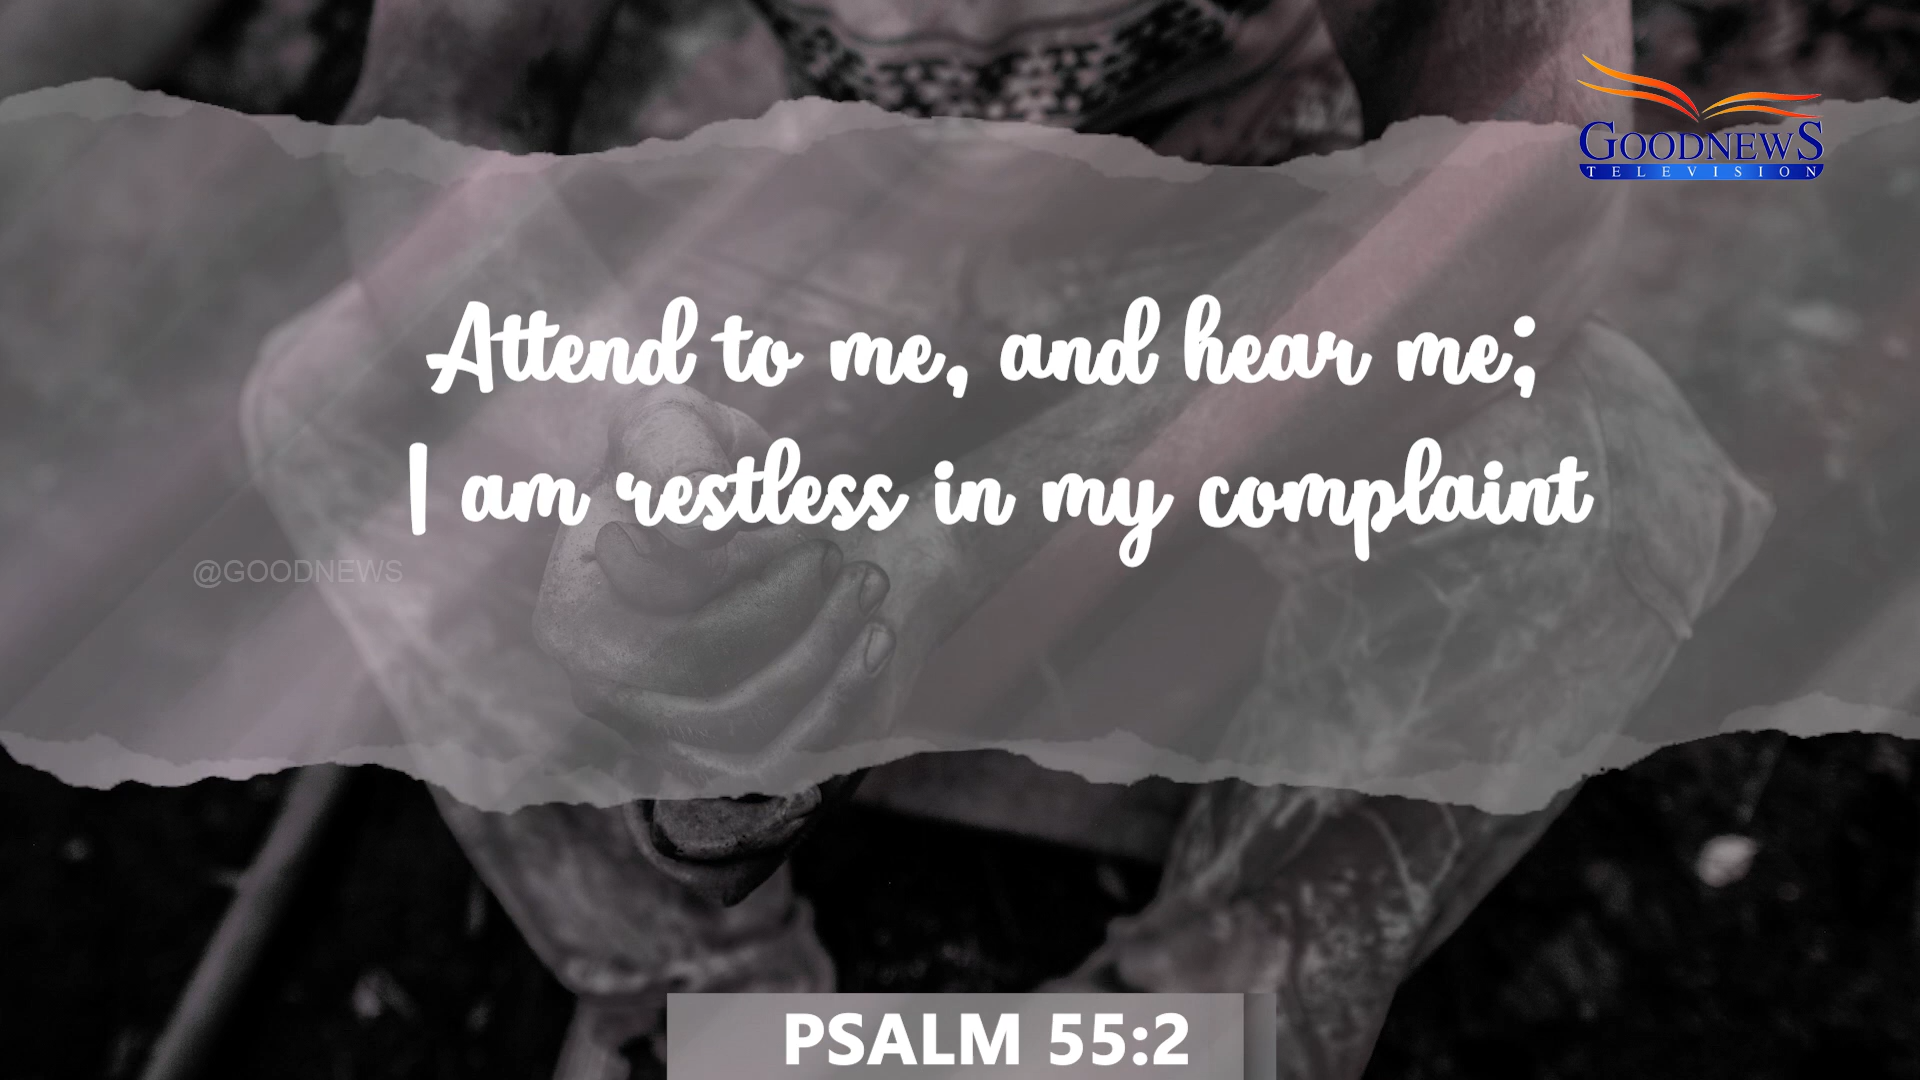 GOODNEWS
TELEVISION
Attend to me, and hear me;
I am restless in my complaint
@GOODNEWS
PSALM 55:2